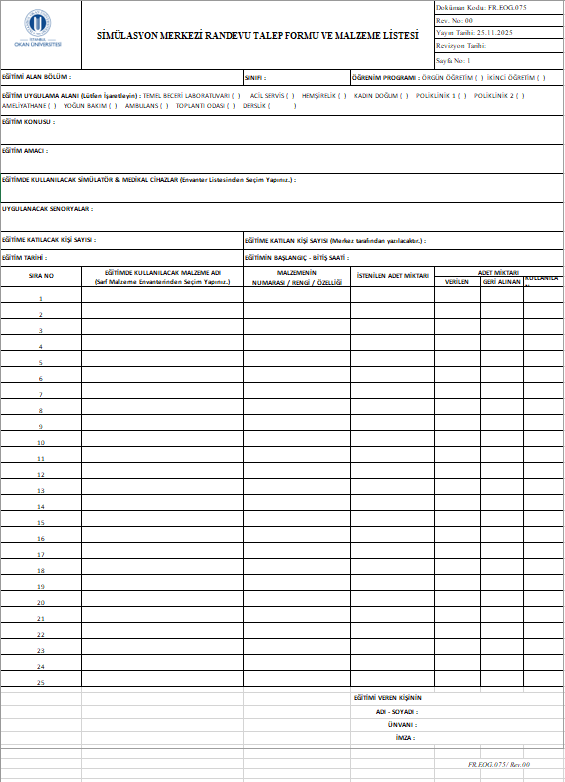 İSTANBUL
OKAN ÜNİVERSİTESİ
SİMÜLASYON MERKEZİ RANDEVU TALEP FORMU VE MALZEME LİSTESİ
Doküman Kodu: FR.EOG.075
Rev. No: 00
Yayın Tarihi: 25.11.2025
Revizyon Tarihi:
Sayfa No: 1
EĞİTİMİ ALAN BÖLÜM : SINIFI : ÖĞRENİM PROGRAMI : ÖRGÜN ÖĞRETİM ( ) İKİNCİ ÖĞRETİM ( )
EĞİTİM UYGULAMA ALANI (Lütfen İşaretleyin) : TEMEL BECERİ LABORATUVARI ( ) ACİL SERVİS ( ) HEMŞİRELİK ( ) KADIN DOĞUM ( ) POLİKLİNİK 1 ( ) POLİKLİNİK 2 ( )
AMELİYATHANE ( ) YOĞUN BAKIM ( ) AMBULANS ( ) TOPLANTI ODASI ( ) DERSLİK ( )
EĞİTİM KONUSU :
EĞİTİM AMACI :
EĞİTİMDE KULLANILACAK SİMÜLATÖR & MEDİKAL CİHAZLAR (Envanter Listesinden Seçim Yapınız.) :
UYGULANACAK SENORYALAR :
EĞİTİME KATILACAK KİŞİ SAYISI : EĞİTİME KATILAN KİŞİ SAYISI (Merkez tarafından yazılacaktır.) :
EĞİTİM TARİHİ : EĞİTİMİN BAŞLANGIÇ - BİTİŞ SAATİ :
SIRA NO
EĞİTİMDE KULLANILACAK MALZEME ADI
(Sarf Malzeme Envanterinden Seçim Yapınız.)
MALZEMENİN
NUMARASI / RENGİ / ÖZELLİĞİ
İSTENİLEN ADET MİKTARI
ADET MİKTARI
VERİLEN GERİ ALINAN KULLANILA
1
2
3
4
5
6
7
8
9
10
11
12
13
14
15
16
17
18
19
20
21
22
23
24
25
EĞİTİMİ VEREN KİŞİNİN
ADI - SOYADI :
ÜNVANI :
İMZA :
FR.EOG.075/ Rev.00